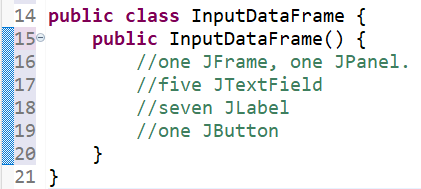 14 public class InputDataFrame {
15 public InputDataFrame() {
16 //one JFrame, one JPanel.
17 //five JTextField
18 //seven JLabel
19 //one JButton
20 }
21 }